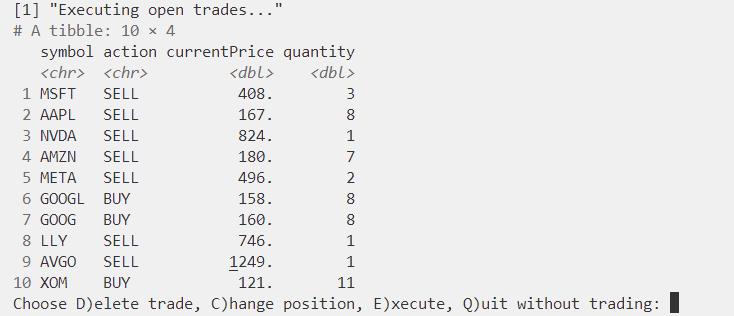 [1] "Executing open trades..."
# A tibble: 10 × 4
symbol action currentPrice quantity
<chr> <chr> <dbl> <dbl>
1 MSFT SELL 408. 3
2 AAPL SELL 167. 8
3 NVDA SELL 824. 1
4 AMZN SELL 180. 7
5 META SELL 496. 2
6 GOOGL BUY 158. 8
7 GOOG BUY 160. 8
8 LLY SELL 746. 1
9 AVGO SELL 1249. 1
10 XOM BUY 121. 11
Choose D)elete trade, C)hange position, E)xecute, Q)uit without trading: